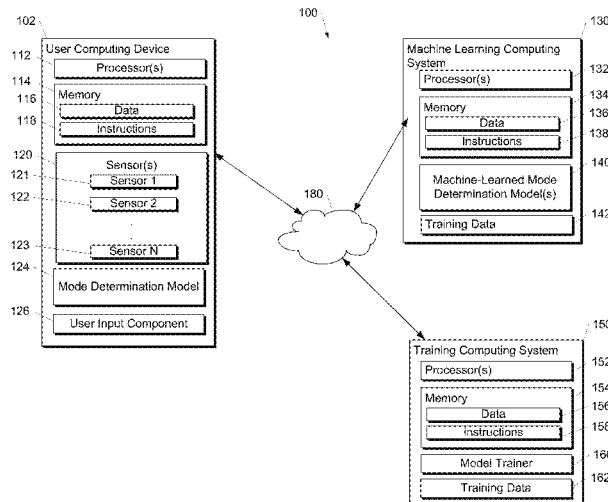 100
102
User Computing Device
112
Processor(s)
114
Memory
116
Data
118
Instructions
120
Sensor(s)
121
Sensor 1
122
Sensor 2
123
Sensor N
124
Mode Determination Model
126
User Input Component
180
130
Machine Learning Computing
System
132
Processor(s)
134
Memory
136
Data
138
Instructions
140
Machine-Learned Mode
Determination Model(s)
142
Training Data
150
Training Computing System
152
Processor(s)
154
Memory
156
Data
158
Instructions
160
Model Trainer
162
Training Data